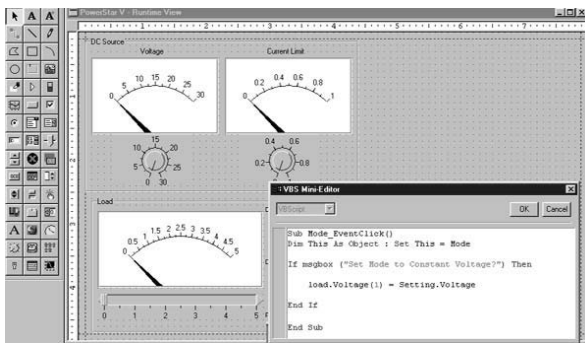 PowerStar V - Runtime View
DC Source
Voltage
Current Limit
0 5 10 15 20 25 30
0 0.2 0.4 0.6 0.8 1
0 5 10 15 20 25 30
0.2 0.4 0.6 0.8
Load
0 0.5 1 1.5 2 2.5 3 3.5 4 4.5 5
0 1 2 3 4 5
VBS Mini-Editor
VBScript
OK
Cancel
Sub Mode_EventClick()
Dim This As Object : Set This = Mode
If msgbox ("Set Mode to Constant Voltage?") Then
load.Voltage(1) = Setting.Voltage
End If
End Sub